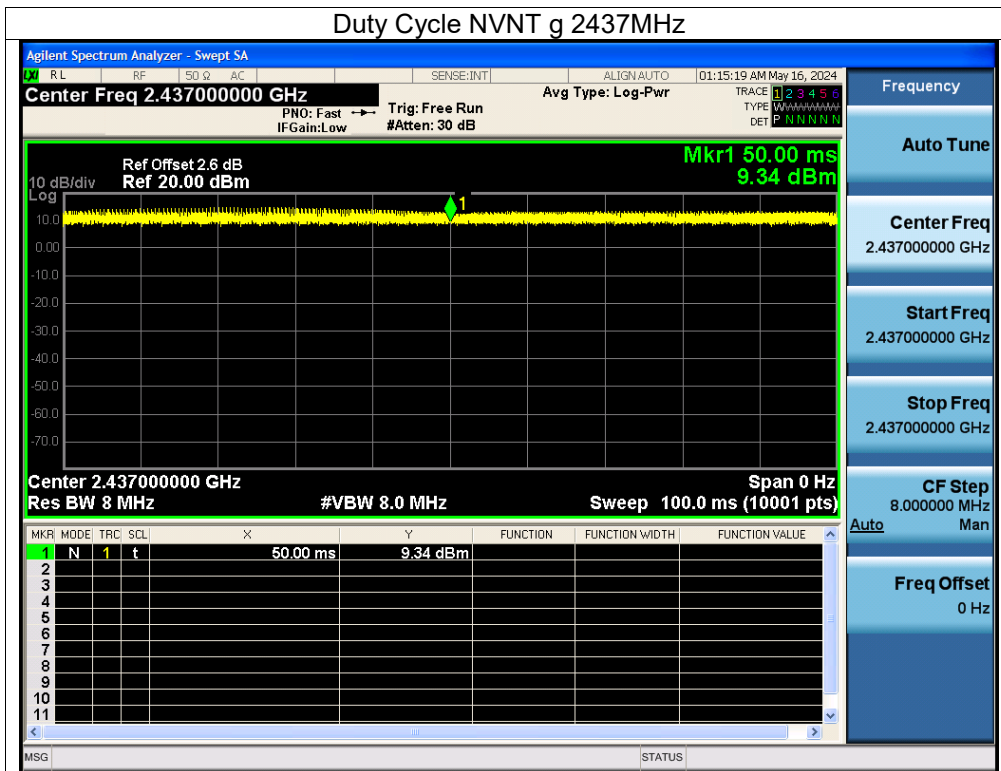 Duty Cycle NVNT g 2437MHz
Agilent Spectrum Analyzer - Swept SA
LXI RL RF 50 Ω AC SENSE:INT ALIGN AUTO 01:15:19 AM May 16, 2024
Center Freq 2.437000000 GHz Avg Type: Log-Pwr TRACE 1 2 3 4 5 6
PNO: Fast Trig: Free Run TYPE WWWWWW
IFGain:Low #Atten: 30 dB DET P N N N N N
Mkr1 50.00 ms
Ref Offset 2.6 dB
10 dB/div Ref 20.00 dBm 9.34 dBm
Log
1
10.0
0.00
-10.0
-20.0
-30.0
-40.0
-50.0
-60.0
-70.0
Center 2.437000000 GHz Span 0 Hz
Res BW 8 MHz #VBW 8.0 MHz Sweep 100.0 ms (10001 pts)
MKR MODE TRC SCL X Y FUNCTION FUNCTION WIDTH FUNCTION VALUE
1 N 1 t 50.00 ms 9.34 dBm
2
3
4
5
6
7
8
9
10
11
MSG STATUS
Frequency
Auto Tune
Center Freq
2.437000000 GHz
Start Freq
2.437000000 GHz
Stop Freq
2.437000000 GHz
CF Step
8.000000 MHz
Auto Man
Freq Offset
0 Hz